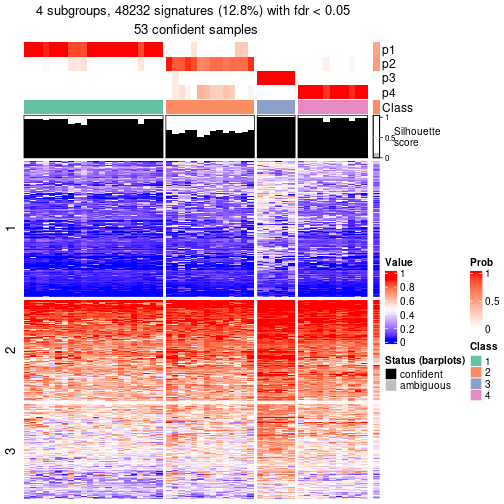 4 subgroups, 48232 signatures (12.8%) with fdr < 0.05
53 confident samples
p1
p2
p3
p4
Class
1
0.5
0
Silhouette
score
1
2
3
Value
1
0.8
0.6
0.4
0.2
0
Status (barplots)
confident
ambiguous
Prob
1
0.5
0
Class
1
2
3
4